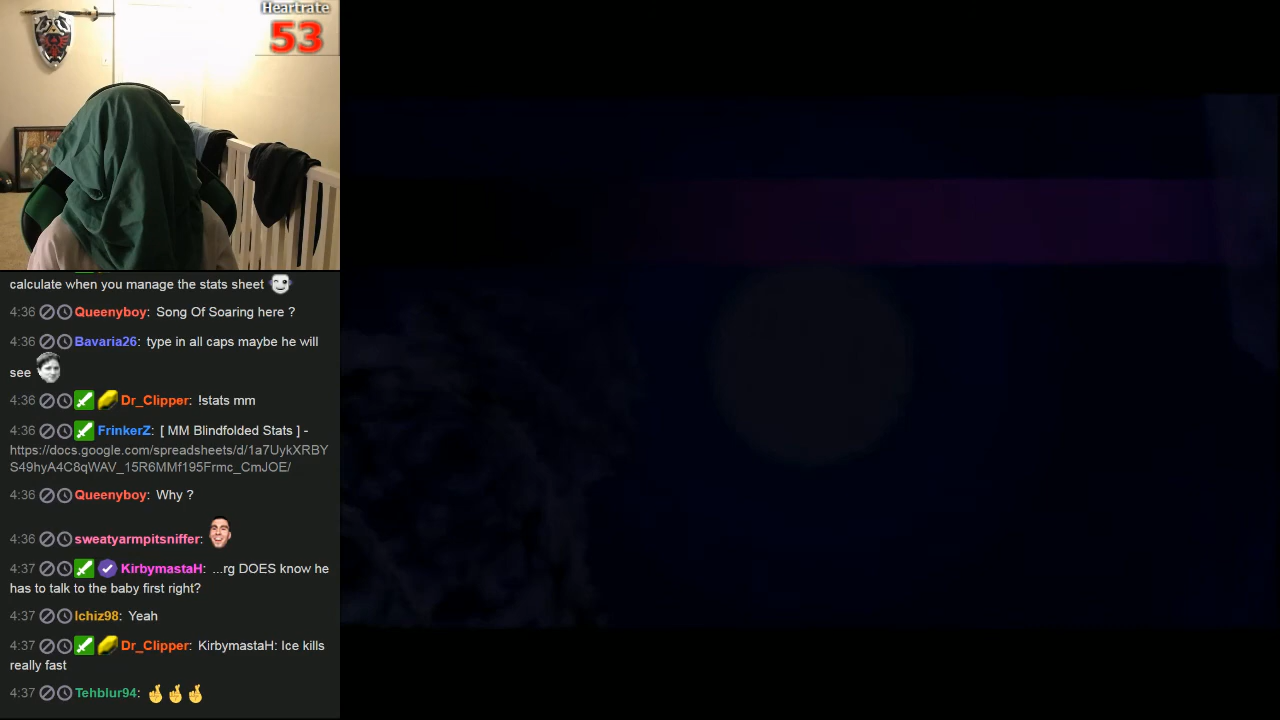 Heartrate
53
calculate when you manage the stats sheet
4:36 Queenyboy: Song Of Soaring here ?
4:36 Bavaria26: type in all caps maybe he will
see
4:36 Dr_Clipper: !stats mm
4:36 FrinkerZ: [ MM Blindfolded Stats ] -
https://docs.google.com/spreadsheets/d/1a7UykXRBY
S49hyA4C8qWAV_15R6MMf195Frmc_CmJOE/
4:36 Queenyboy: Why ?
4:36 sweatyarmpitsniffer:
4:37 KirbymastaH: ...rg DOES know he
has to talk to the baby first right?
4:37 Ichiz98: Yeah
4:37 Dr_Clipper: KirbymastaH: Ice kills
really fast
4:37 Tehblur94: